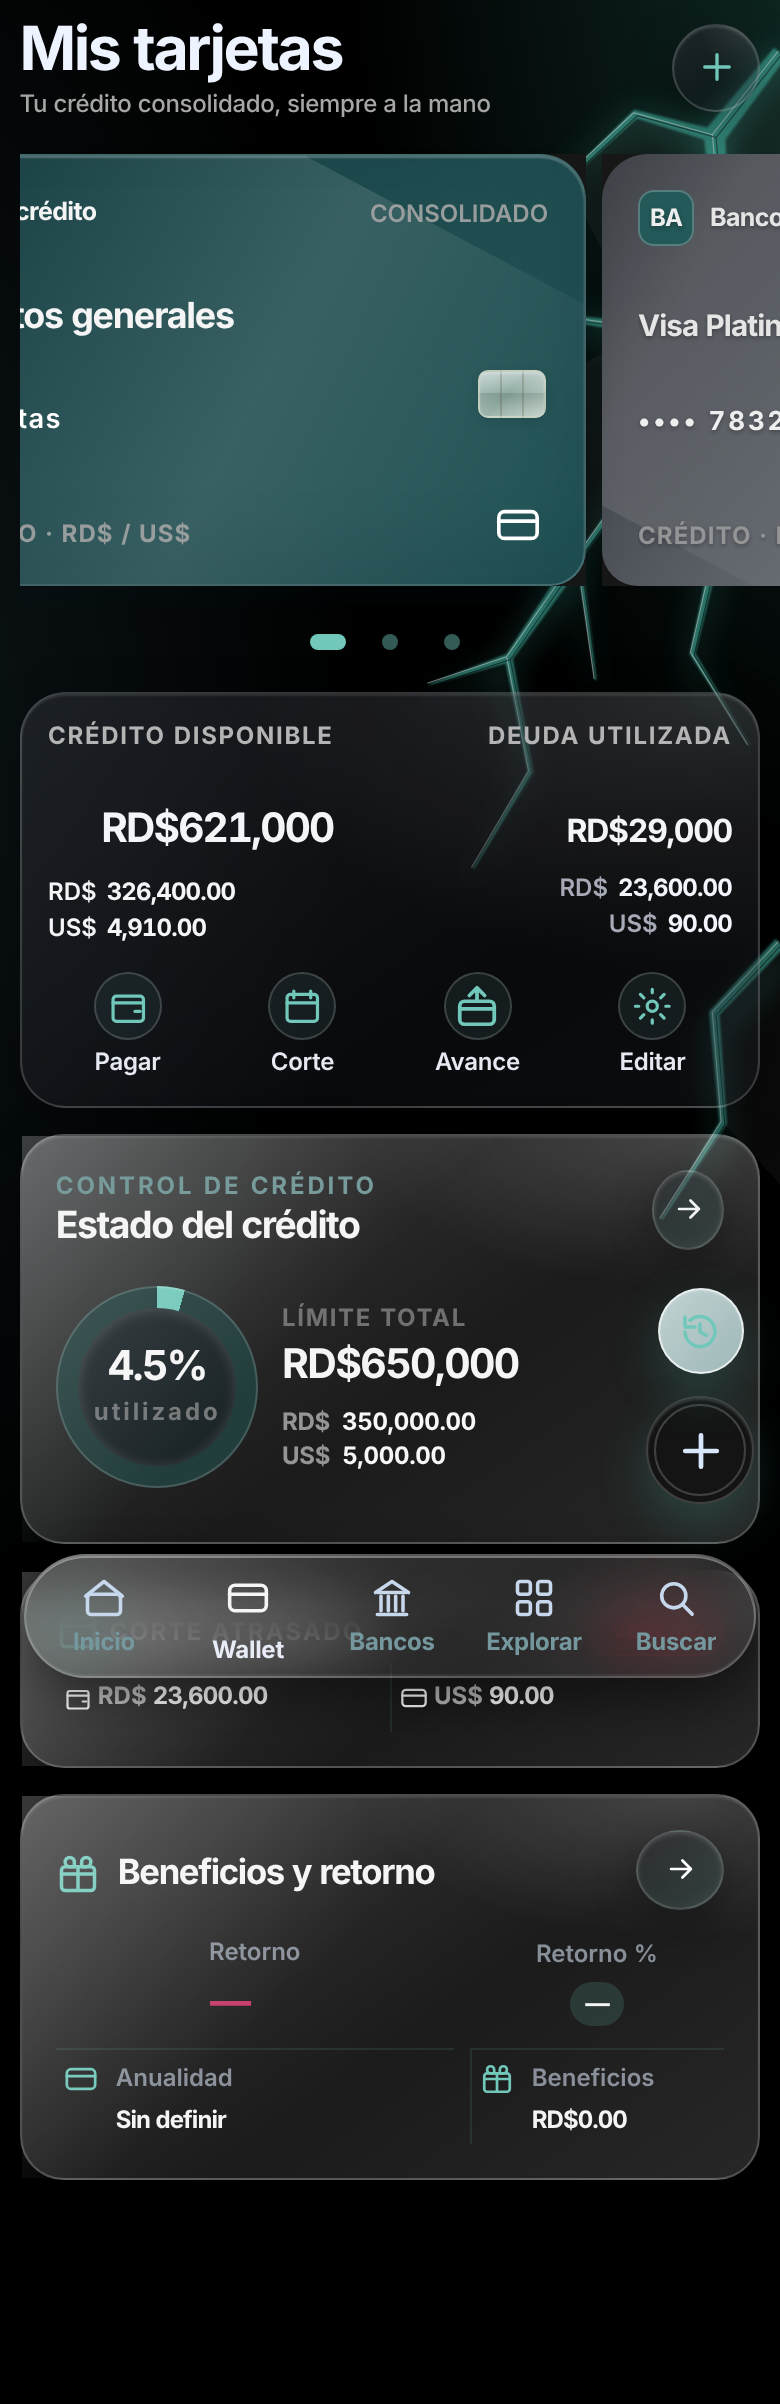 Mis tarjetas
Tu crédito consolidado, siempre a la mano
crédito
CONSOLIDADO
tos generales
tas
O · RD$ / US$
BA Banco
Visa Platin
•••• 7832
CRÉDITO ·
CRÉDITO DISPONIBLE
DEUDA UTILIZADA
RD$621,000
RD$29,000
RD$ 326,400.00
US$ 4,910.00
RD$ 23,600.00
US$ 90.00
Pagar
Corte
Avance
Editar
CONTROL DE CRÉDITO
Estado del crédito
4.5%
utilizado
LÍMITE TOTAL
RD$650,000
RD$ 350,000.00
US$ 5,000.00
CORTE ATRASADO
Inicio
Wallet
Bancos
Explorar
Buscar
RD$ 23,600.00
US$ 90.00
Beneficios y retorno
Retorno
—
Retorno %
—
Anualidad
Sin definir
Beneficios
RD$0.00